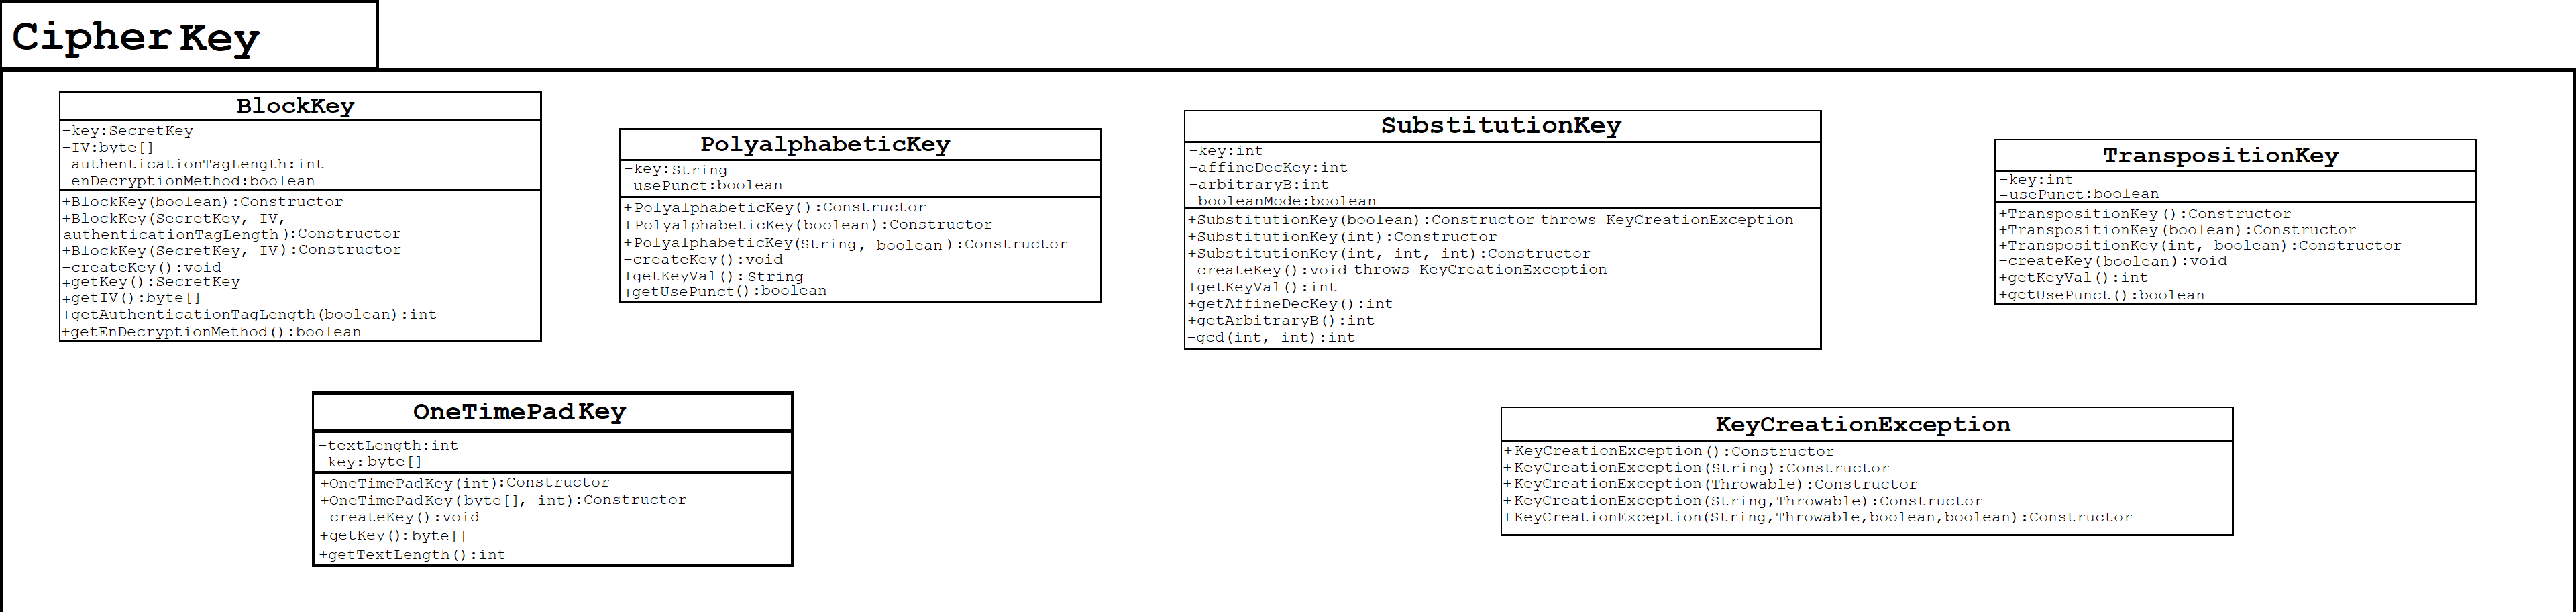 Cipher Key
BlockKey
-key:SecretKey
-IV:byte[]
-authenticationTagLength:int
-enDecryptionMethod:boolean
+BlockKey(boolean):Constructor
+BlockKey(SecretKey, IV,
authenticationTagLength):Constructor
+BlockKey(SecretKey, IV):Constructor
-createKey():void
+getKey():SecretKey
+getIV():byte[]
+getAuthenticationTagLength(boolean):int
+getEnDecryptionMethod():boolean
PolyalphabeticKey
-key:String
-usePunct:boolean
+PolyalphabeticKey():Constructor
+PolyalphabeticKey(boolean):Constructor
+PolyalphabeticKey(String, boolean):Constructor
-createKey():void
+getKeyVal():String
+getUsePunct():boolean
SubstitutionKey
-key:int
-affineDecKey:int
-arbitraryB:int
-booleanMode:boolean
+SubstitutionKey(boolean):Constructor throws KeyCreationException
+SubstitutionKey(int):Constructor
+SubstitutionKey(int, int, int):Constructor
-createKey():void throws KeyCreationException
+getKeyVal():int
+getAffineDecKey():int
+getArbitraryB():int
-gcd(int, int):int
TranspositionKey
-key:int
-usePunct:boolean
+TranspositionKey():Constructor
+TranspositionKey(boolean):Constructor
+TranspositionKey(int, boolean):Constructor
-createKey(boolean):void
+getKeyVal():int
+getUsePunct():boolean
OneTimePadKey
-textLength:int
-key:byte[]
+OneTimePadKey(int):Constructor
+OneTimePadKey(byte[], int):Constructor
-createKey():void
+getKey():byte[]
+getTextLength():int
KeyCreationException
+KeyCreationException():Constructor
+KeyCreationException(String):Constructor
+KeyCreationException(Throwable):Constructor
+KeyCreationException(String,Throwable):Constructor
+KeyCreationException(String,Throwable,boolean,boolean):Constructor